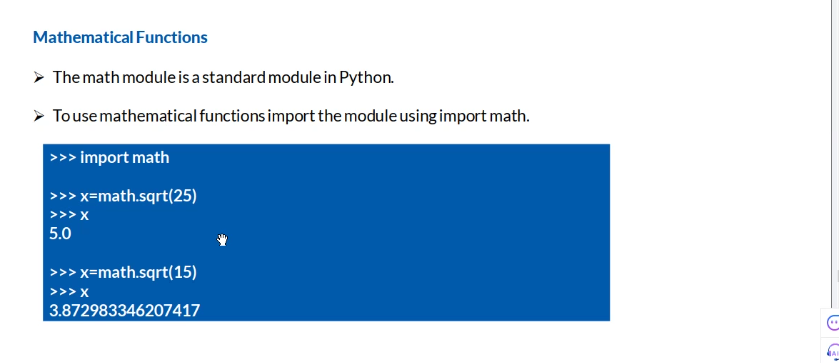 Mathematical Functions
➢ The math module is a standard module in Python.
➢ To use mathematical functions import the module using import math.
>>> import math
>>> x=math.sqrt(25)
>>> x
5.0
>>> x=math.sqrt(15)
>>> x
3.872983346207417